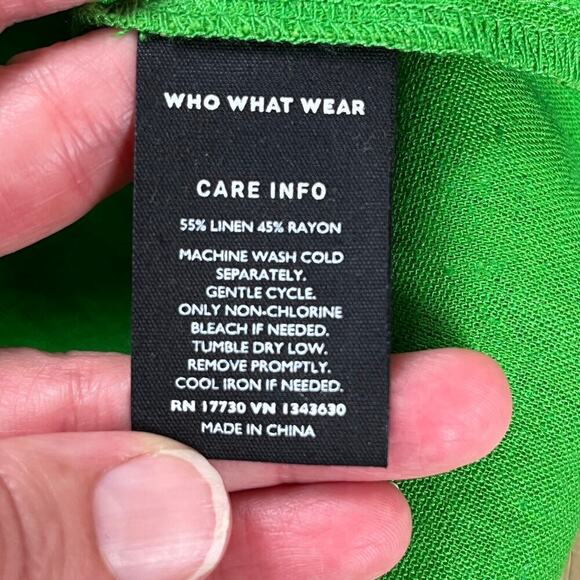 WHO WHAT WEAR
CARE INFO
55% LINEN 45% RAYON
MACHINE WASH COLD
SEPARATELY.
GENTLE CYCLE.
ONLY NON-CHLORINE
BLEACH IF NEEDED.
TUMBLE DRY LOW.
REMOVE PROMPTLY.
COOL IRON IF NEEDED.
RN 17730 VN 1343630
MADE IN CHINA